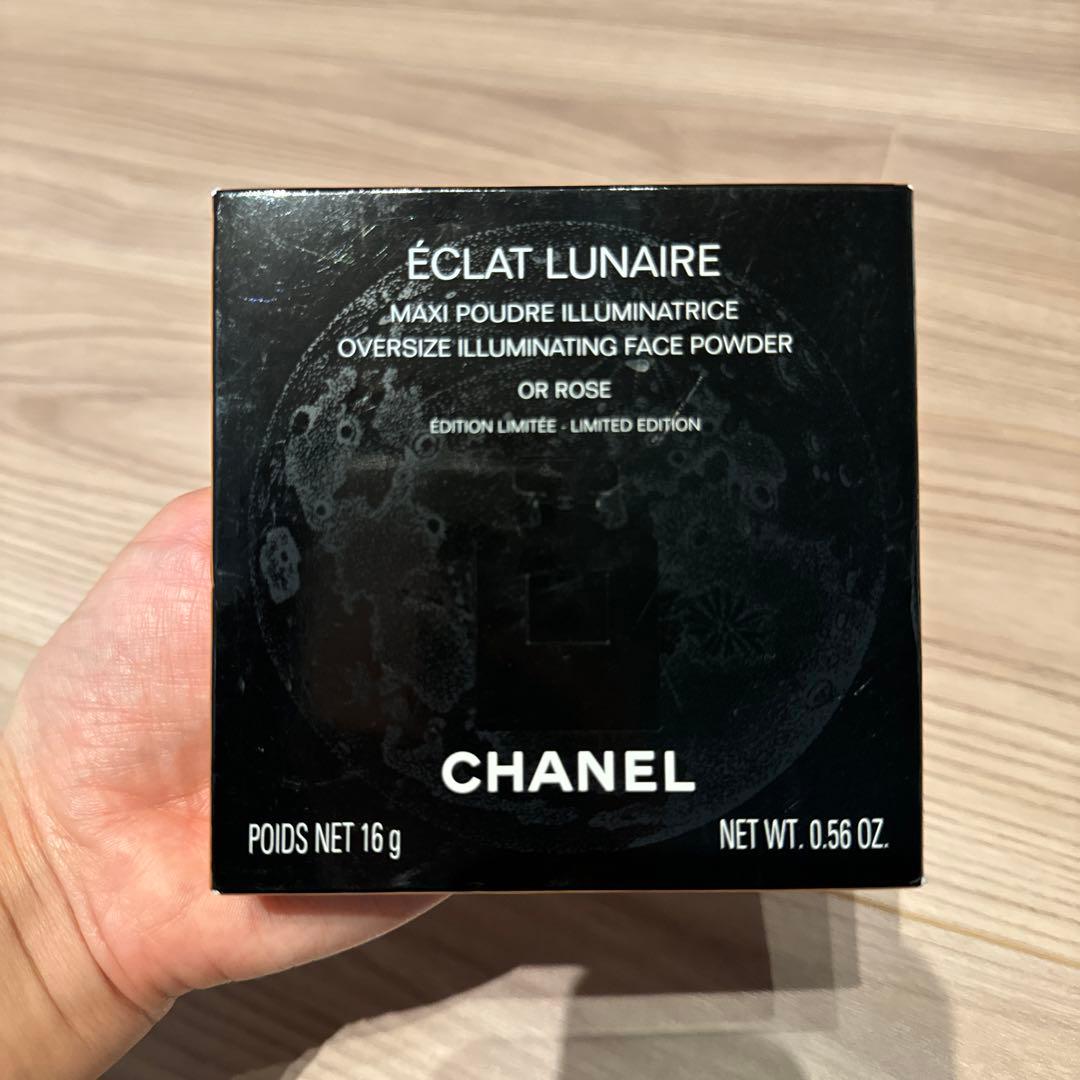 ÉCLAT LUNAIRE
MAXI POUDRE ILLUMINATRICE
OVERSIZE ILLUMINATING FACE POWDER
OR ROSE
ÉDITION LIMITÉE - LIMITED EDITION
CHANEL
POIDS NET 16 g
NET WT. 0.56 OZ.